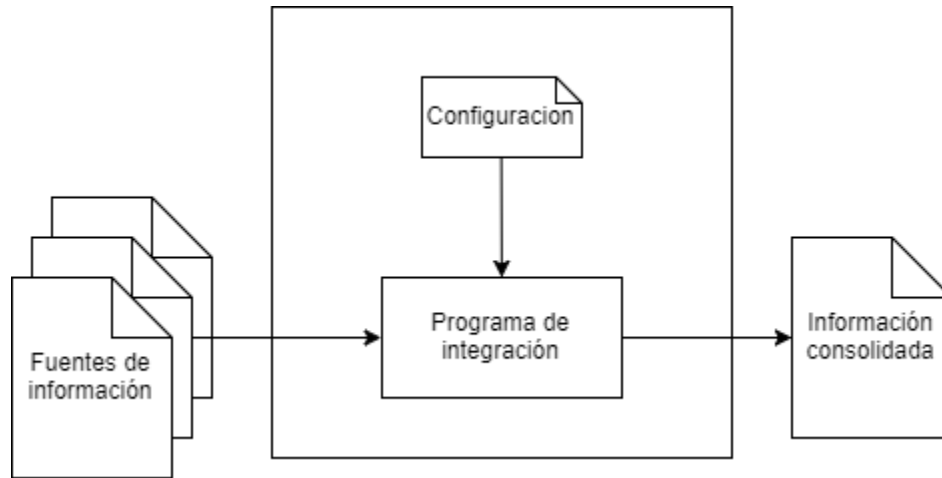 Configuracion
Fuentes de
información
Programa de
integración
Información
consolidada